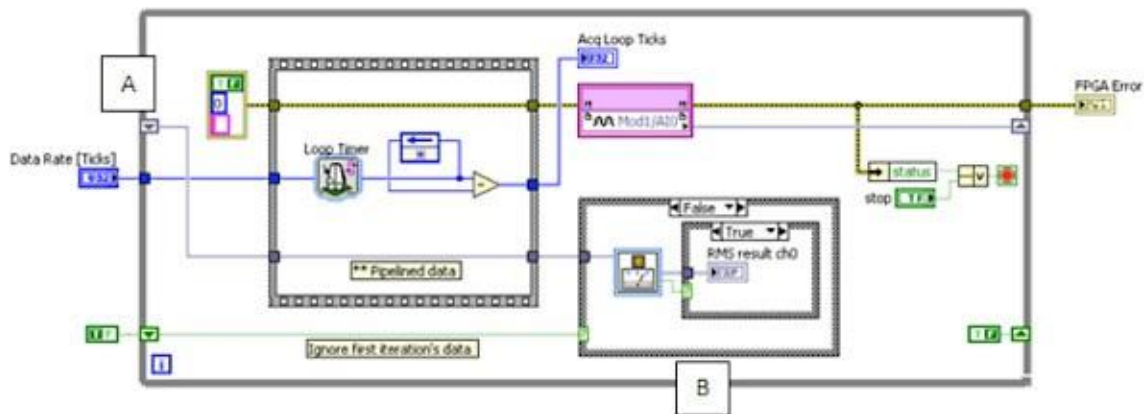 Acq Loop Ticks
A
FPGA Error
0
Mod1/AI0
Loop Timer
Data Rate [Ticks]
status
stop
False
True
RMS result ch0
** Pipelined data
Ignore first iteration's data
i
B